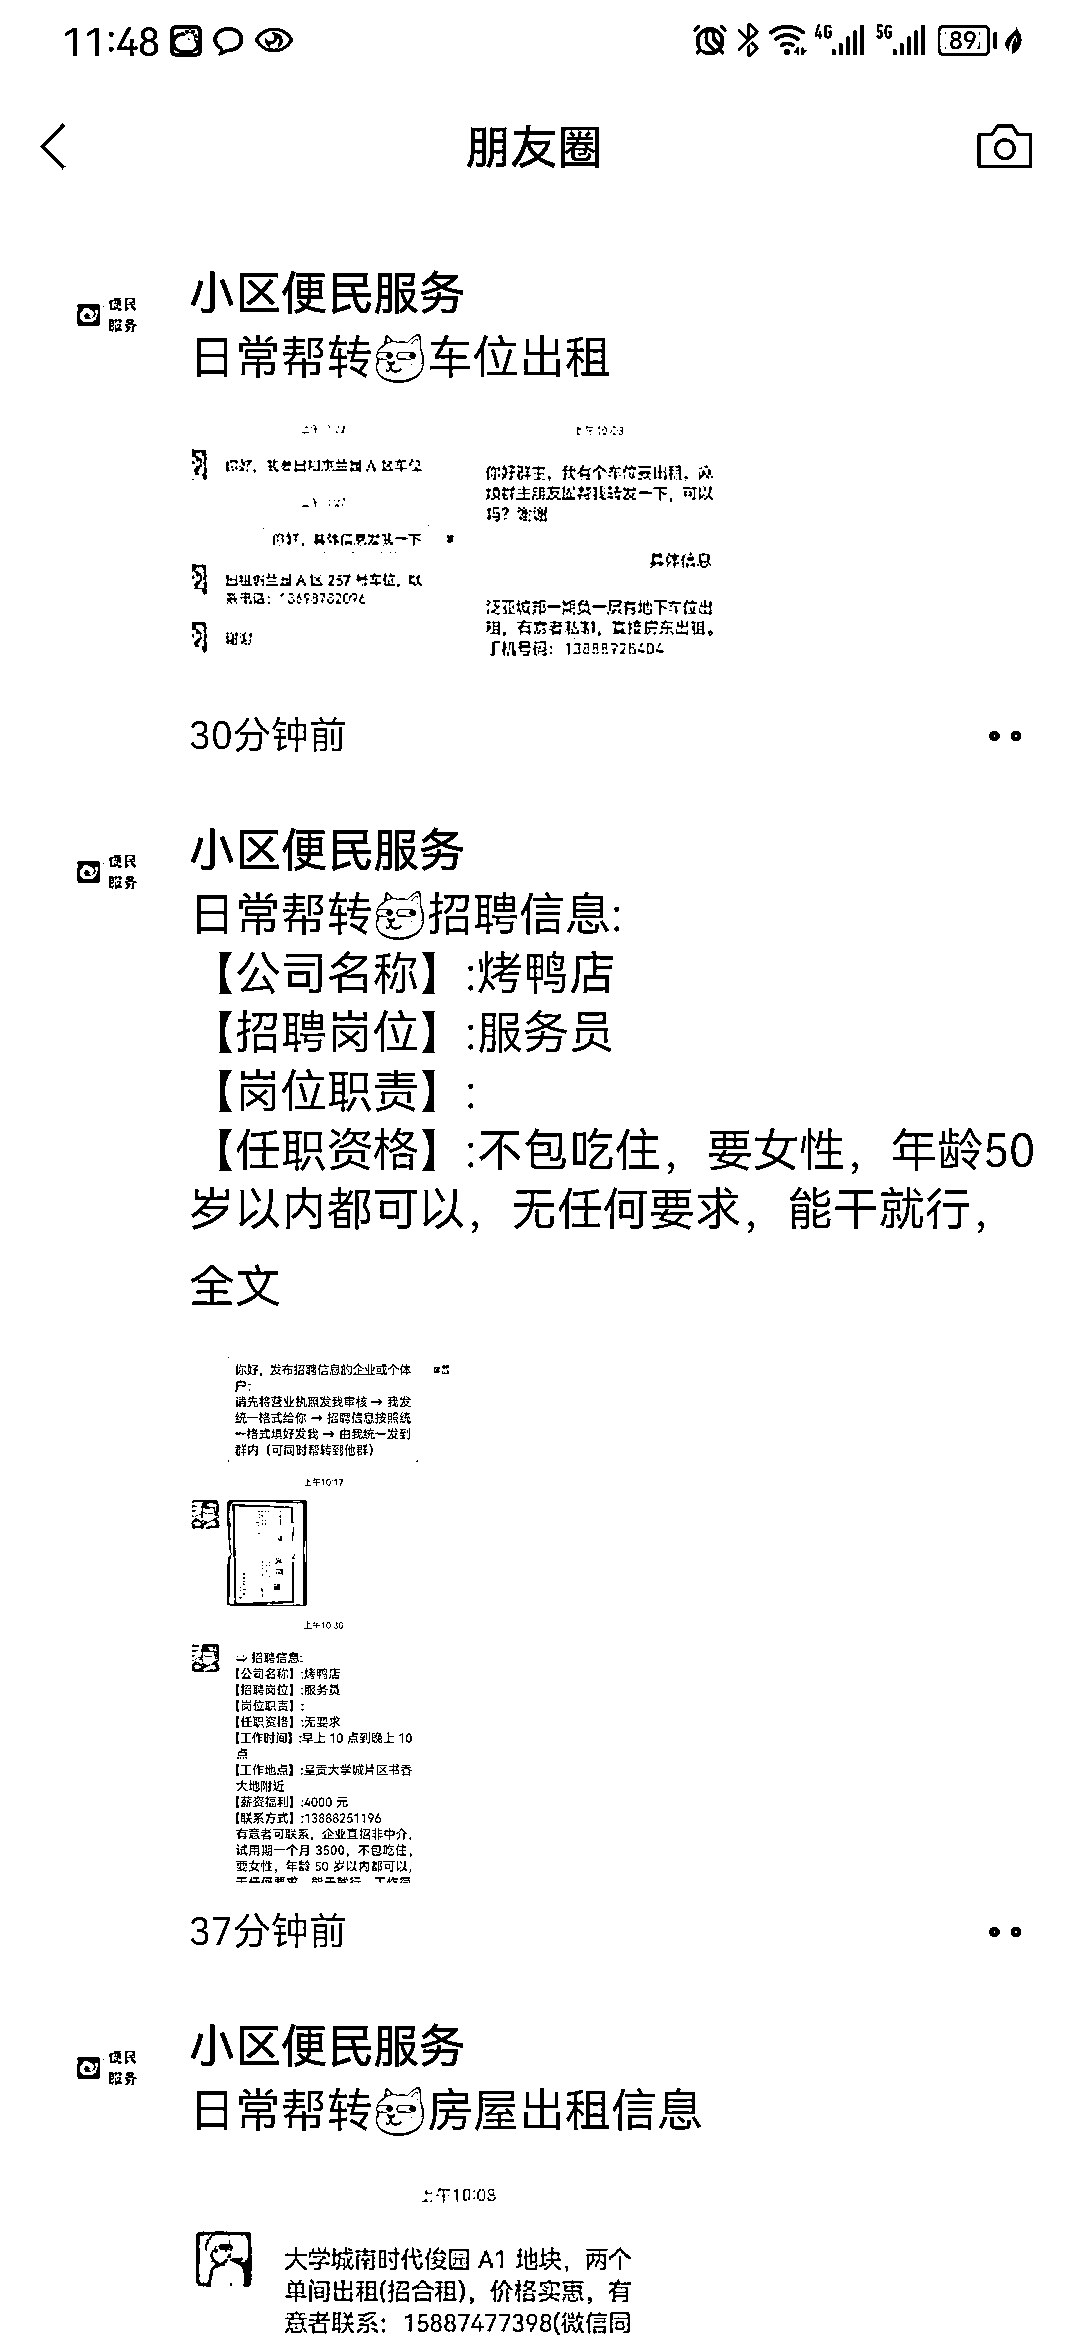 11:48
4G
5G
89
朋友圈
便民
服务
小区便民服务
日常帮转车位出租
你好，具体信息发我一下
出租 A区 257 号车位，联
系电话：
谢谢
你好群主，我有个车位要出租，麻
烦群主朋友圈帮我转发一下，可以
吗？谢谢
具体信息
泛亚城邦一期负一层有地下车位出
租，有意者私聊，直接房东出租。
手机号码：
30分钟前
便民
服务
小区便民服务
日常帮转招聘信息:
【公司名称】:烤鸭店
【招聘岗位】:服务员
【岗位职责】:
【任职资格】:不包吃住，要女性，年龄50
岁以内都可以，无任何要求，能干就行，
全文
你好，发布招聘信息的企业或个体
户：
请先将营业执照发我审核 → 我发
统一格式给你 → 招聘信息按照统
一格式填好发我 → 由我统一发到
群内（可同时帮转到他群）
上午10:17
上午10:30
⇨ 招聘信息:
【公司名称】:烤鸭店
【招聘岗位】:服务员
【岗位职责】:
【任职资格】:无要求
【工作时间】:早上 10 点到晚上 10
点
【工作地点】:呈贡大学城片区书香
大地附近
【薪资福利】:4000 元
【联系方式】:13888251196
有意者可联系，企业直招非中介，
试用期一个月 3500，不包吃住，
要女性，年龄 50 岁以内都可以，
37分钟前
便民
服务
小区便民服务
日常帮转房屋出租信息
上午10:08
大学城南时代俊园 A1 地块，两个
单间出租(招合租)，价格实惠，有
意者联系：15887477398(微信同